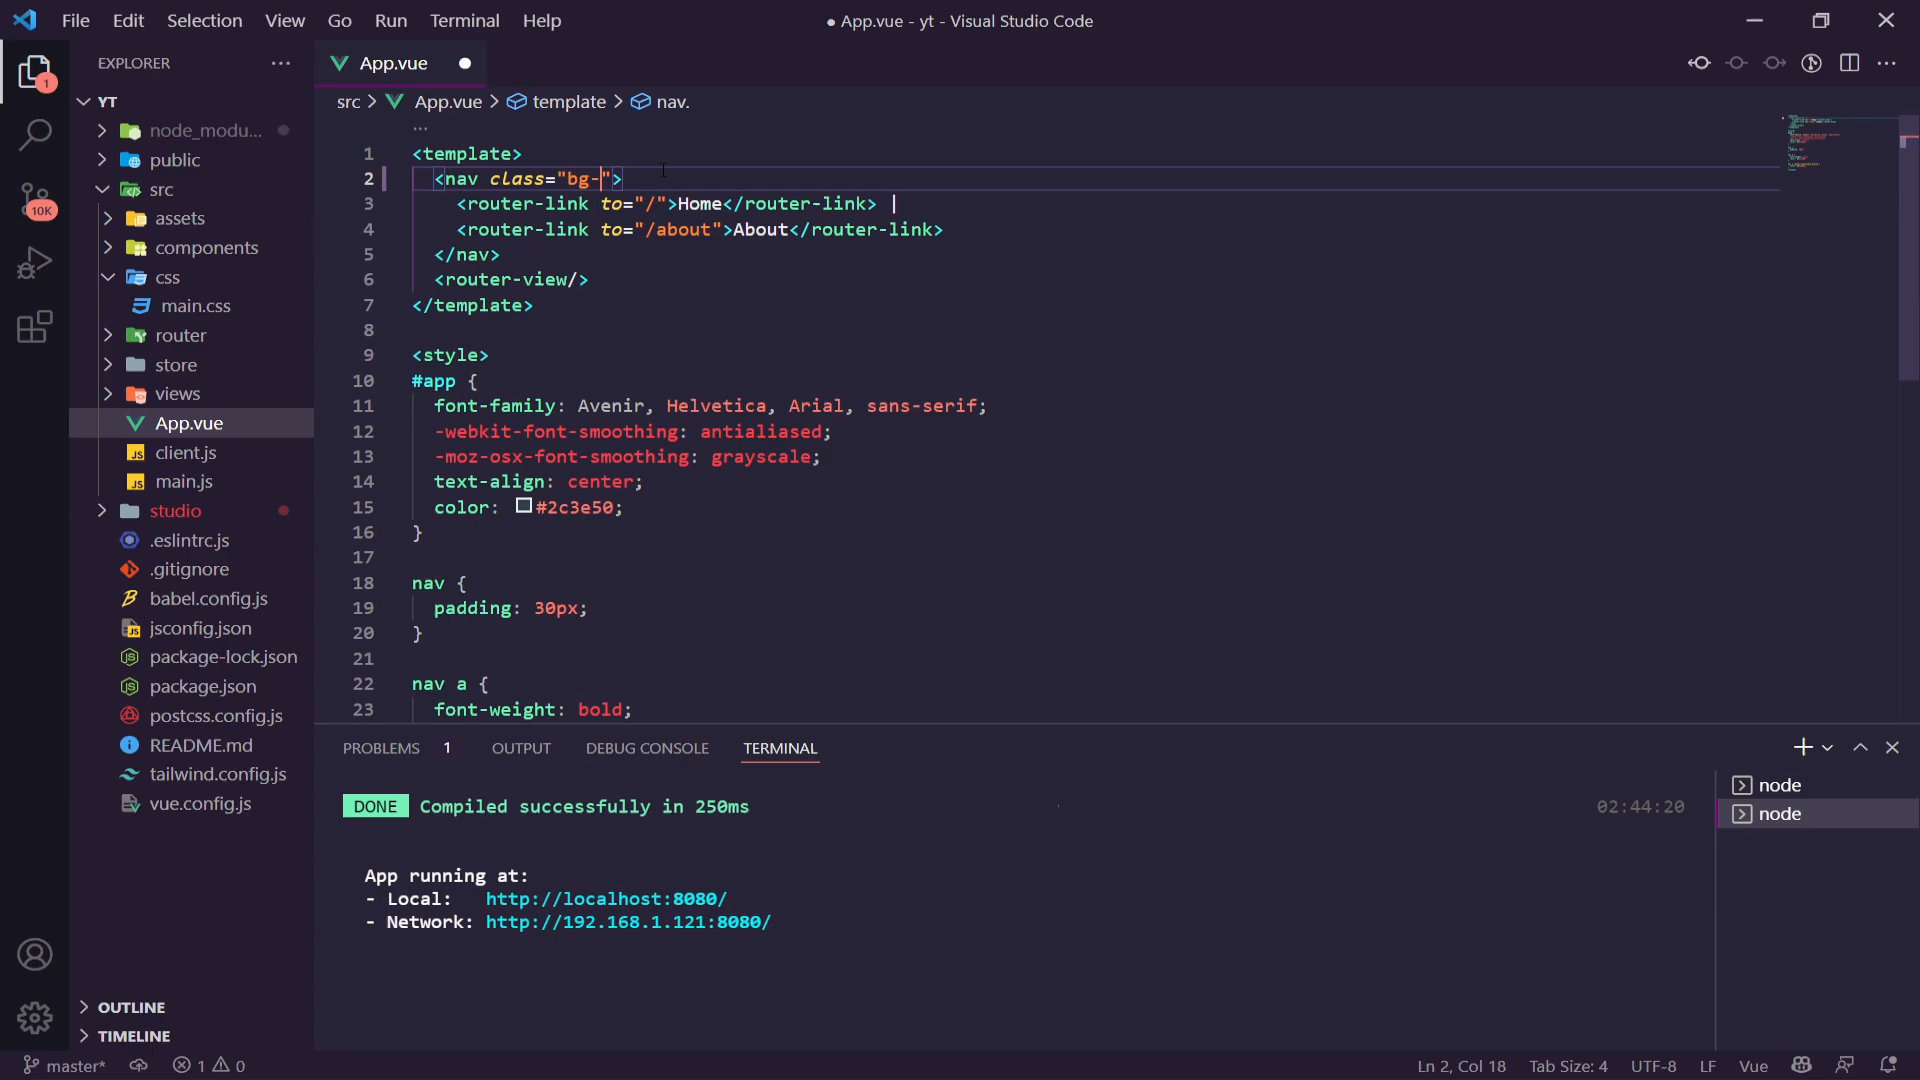 File Edit Selection View Go Run Terminal Help
● App.vue - yt - Visual Studio Code
EXPLORER ...
App.vue ●
YT
src > App.vue > template > nav.
...
node_modu...
public
src
assets
components
css
main.css
router
store
views
App.vue
client.js
main.js
studio
.eslintrc.js
.gitignore
babel.config.js
jsconfig.json
package-lock.json
package.json
postcss.config.js
README.md
tailwind.config.js
vue.config.js
OUTLINE
TIMELINE
1
10K
1 <template>
2 <nav class="bg-">
3 <router-link to="/">Home</router-link> |
4 <router-link to="/about">About</router-link>
5 </nav>
6 <router-view/>
7 </template>
8
9 <style>
10 #app {
11 font-family: Avenir, Helvetica, Arial, sans-serif;
12 -webkit-font-smoothing: antialiased;
13 -moz-osx-font-smoothing: grayscale;
14 text-align: center;
15 color: #2c3e50;
16 }
17
18 nav {
19 padding: 30px;
20 }
21
22 nav a {
23 font-weight: bold;
PROBLEMS 1 OUTPUT DEBUG CONSOLE TERMINAL
DONE Compiled successfully in 250ms 02:44:20
App running at:
- Local: http://localhost:8080/
- Network: http://192.168.1.121:8080/
node
node
master* 1 0
Ln 2, Col 18 Tab Size: 4 UTF-8 LF Vue